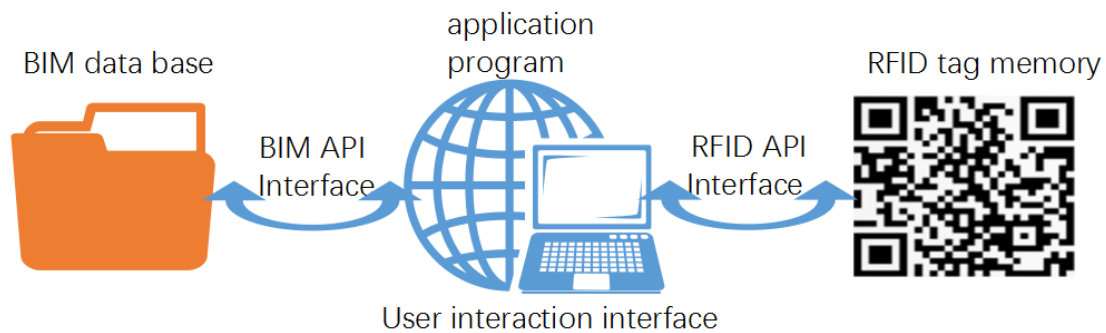 application
program
BIM data base
RFID tag memory
BIM API
Interface
RFID API
Interface
User interaction interface